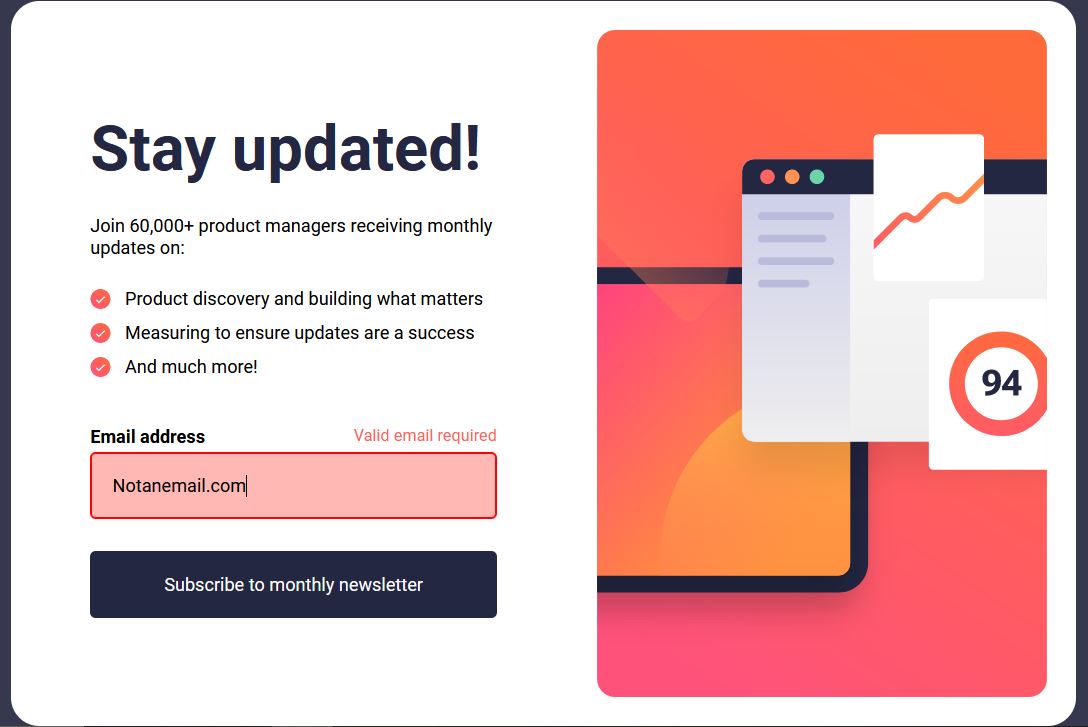 Stay updated!
Join 60,000+ product managers receiving monthly
updates on:
Product discovery and building what matters
Measuring to ensure updates are a success
And much more!
Email address
Valid email required
Notanemail.com
Subscribe to monthly newsletter
94